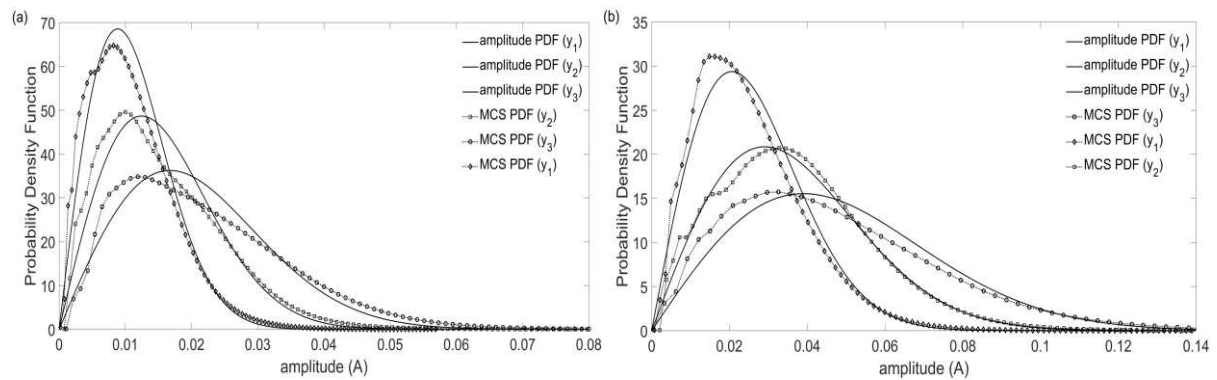 (a)
70
60
50
40
30
20
10
0
Probability Density Function
0 0.01 0.02 0.03 0.04 0.05 0.06 0.07 0.08
amplitude (A)
amplitude PDF (y1)
amplitude PDF (y2)
amplitude PDF (y3)
MCS PDF (y2)
MCS PDF (y3)
MCS PDF (y1)
(b)
35
30
25
20
15
10
5
0
Probability Density Function
0 0.02 0.04 0.06 0.08 0.1 0.12 0.14
amplitude (A)
amplitude PDF (y1)
amplitude PDF (y2)
amplitude PDF (y3)
MCS PDF (y3)
MCS PDF (y1)
MCS PDF (y2)